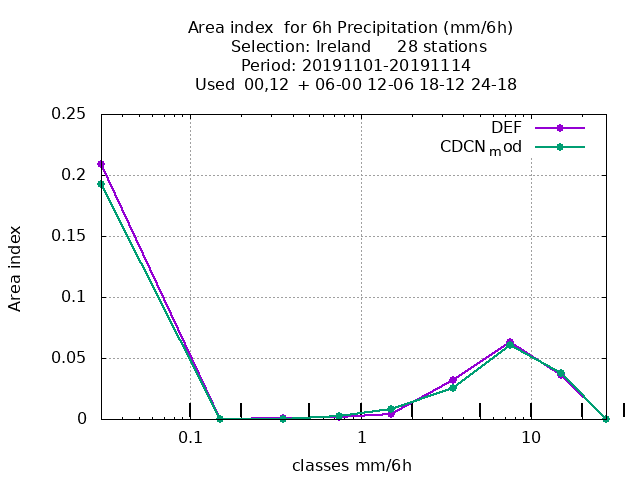 Area index  for 6h Precipitation (mm/6h)
Selection: Ireland     28 stations
Period: 20191101-20191114
Used  00,12  + 06-00 12-06 18-12 24-18
DEF
CDCNmod
0.25
0.2
0.15
0.1
0.05
0
Area index
0.1 1 10
classes mm/6h